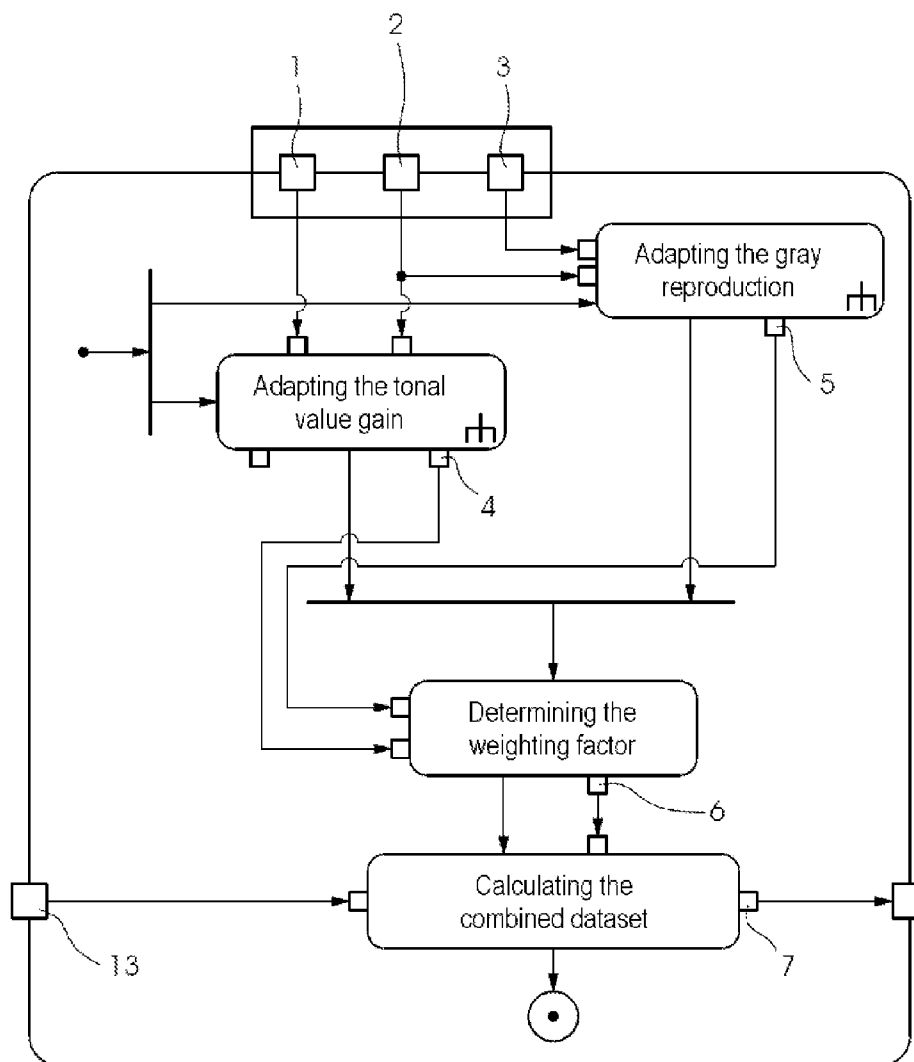 1
2
3
Adapting the gray
reproduction
5
Adapting the tonal
value gain
4
Determining the
weighting factor
6
Calculating the
combined dataset
13
7